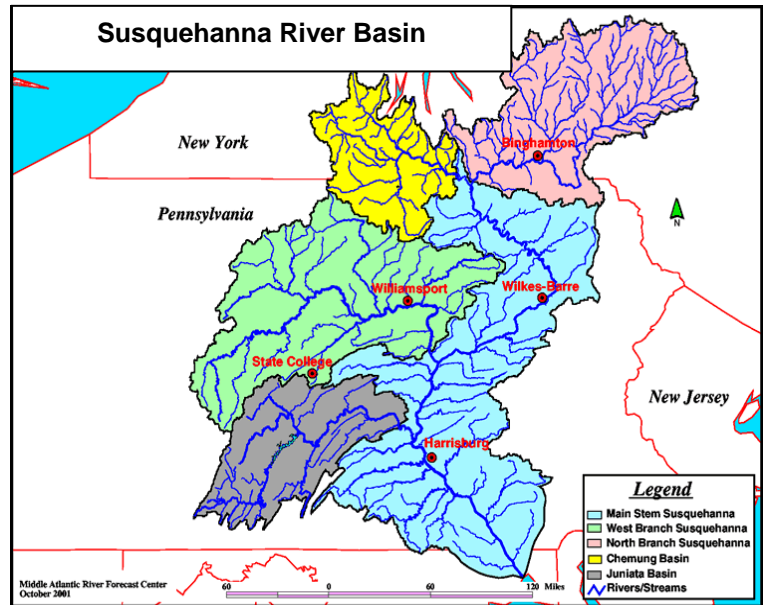 Susquehanna River Basin
New York
Binghamton
Pennsylvania
N
Williamsport
Wilkes-Barre
State College
New Jersey
Harrisburg
Legend
Main Stem Susquehanna
West Branch Susquehanna
North Branch Susquehanna
Chemung Basin
Juniata Basin
Rivers/Streams
Middle Atlantic River Forecast Center
October 2001
60 0 60 120 Miles